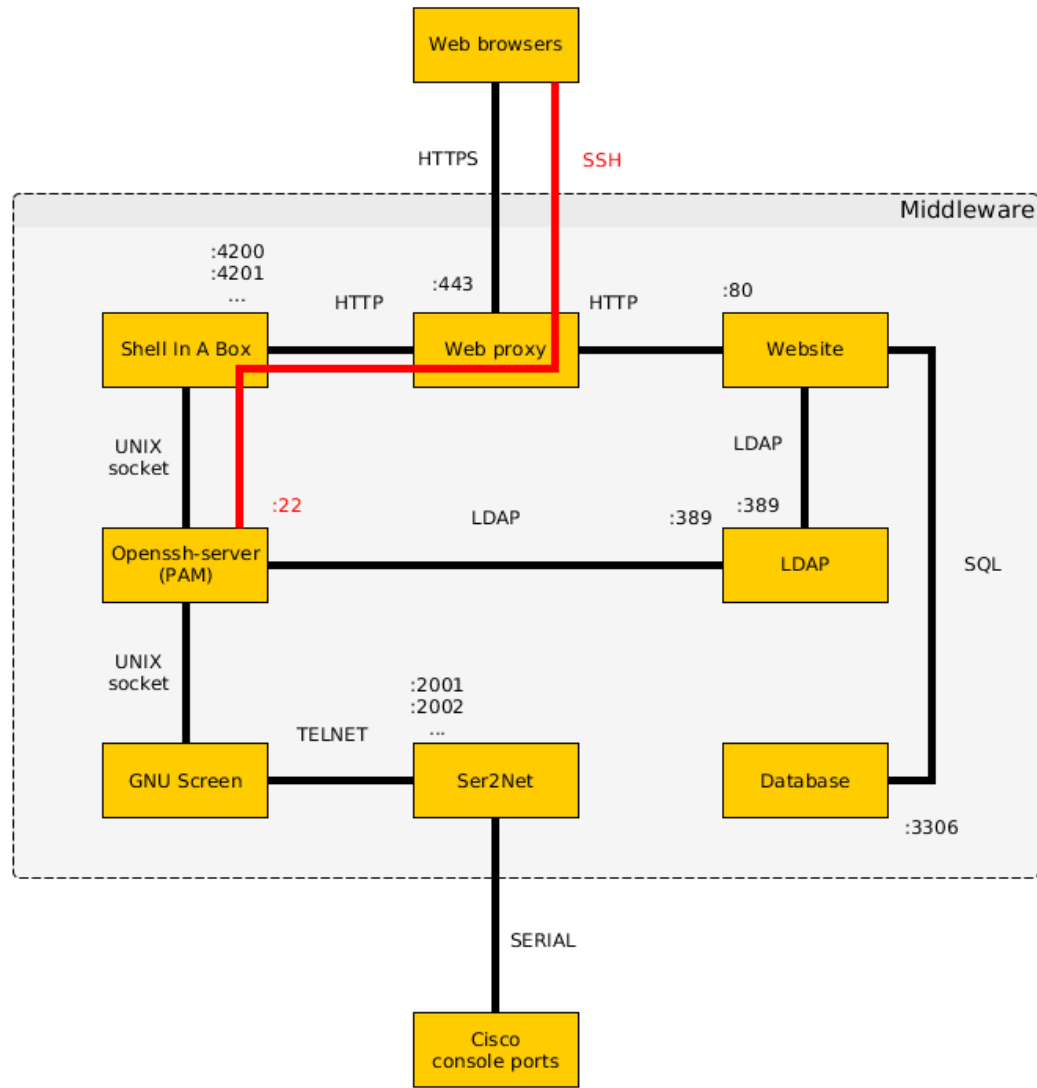 Web browsers
HTTPS
SSH
Middleware
:4200
:4201
...
HTTP
:443
HTTP
:80
Shell In A Box
Web proxy
Website
UNIX
socket
LDAP
:22
LDAP
:389
:389
Openssh-server
(PAM)
LDAP
SQL
UNIX
socket
:2001
:2002
...
TELNET
GNU Screen
Ser2Net
Database
:3306
SERIAL
Cisco
console ports